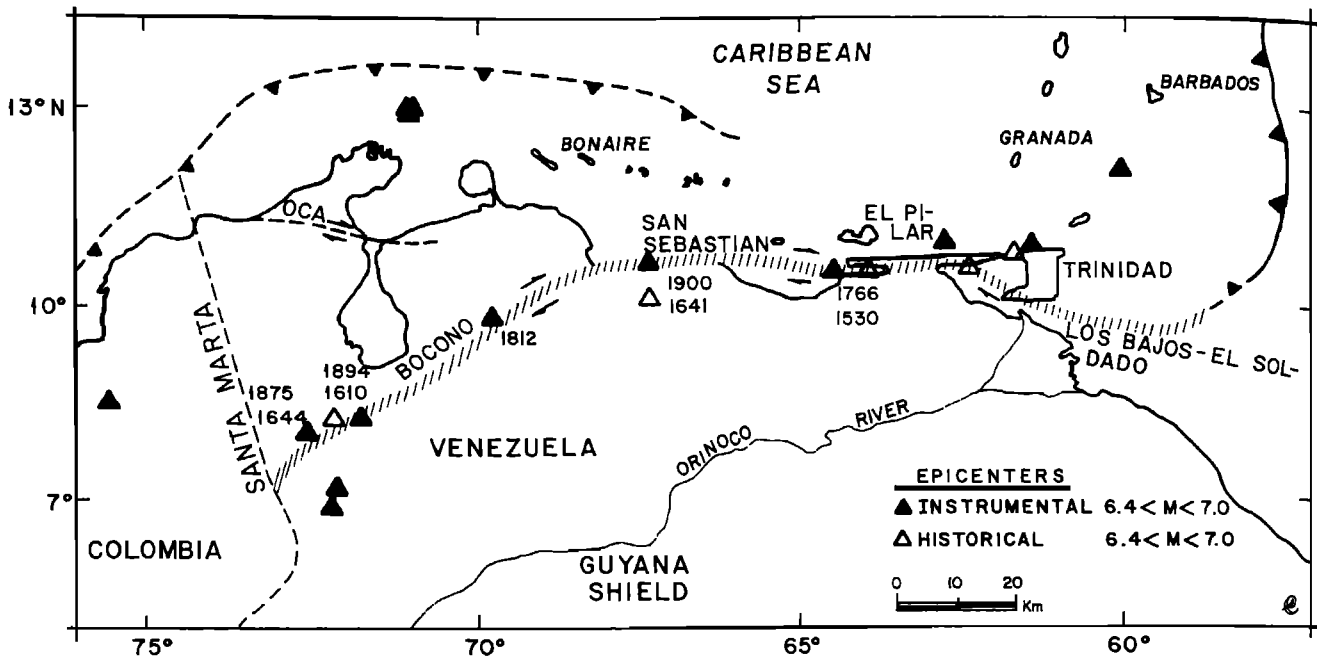 CARIBBEAN
SEA
BARBADOS
13°N
GRANADA
BONAIRE
OCA
SAN
SEBASTIAN
EL PI-
LAR
TRINIDAD
10°
1900
1641
1766
1530
1812
BOCONO
LOS BAJOS-EL SOL-
DADO
SANTA MARTA
1894
1610
1875
1644
VENEZUELA
ORINOCO RIVER
7°
COLOMBIA
GUYANA
SHIELD
EPICENTERS
INSTRUMENTAL 6.4<M<7.0
HISTORICAL 6.4<M<7.0
0 10 20
Km
75° 70° 65° 60°